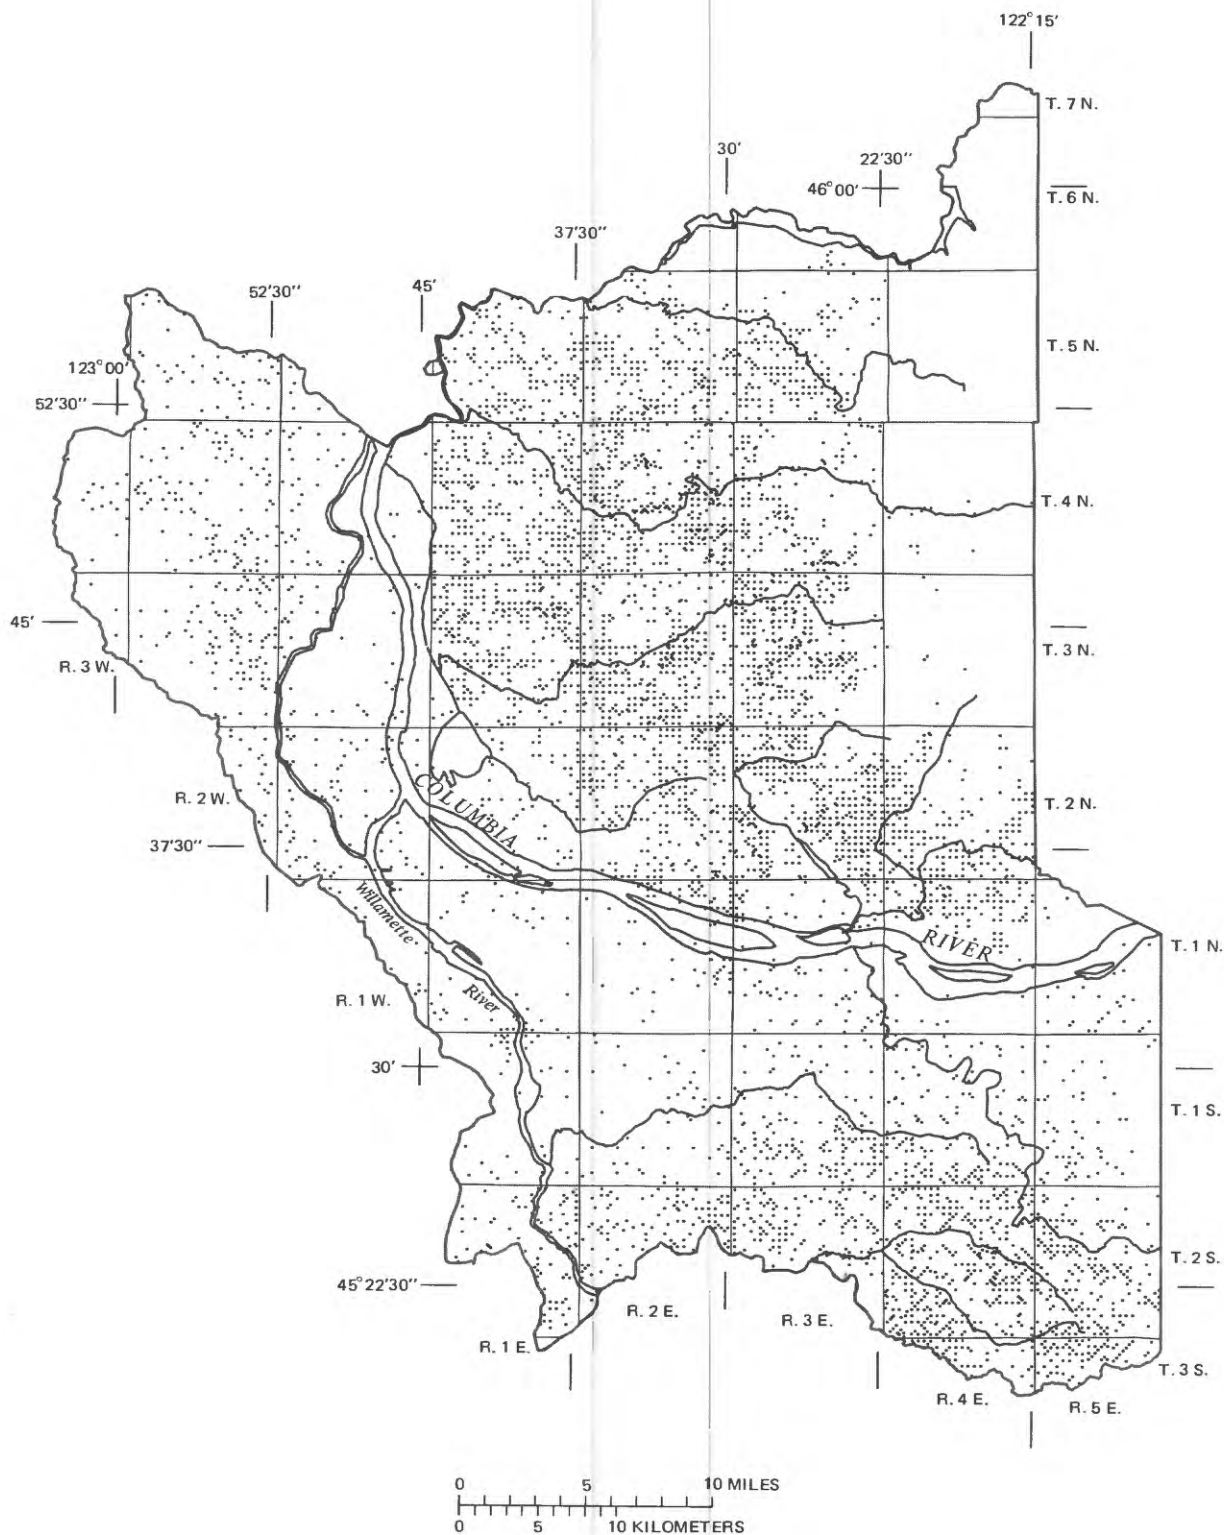 122°15'
T. 7 N.
30'
22'30"
46°00'
T. 6 N.
37'30"
52'30"
45'
T. 5 N.
123°00'
52'30"
T. 4 N.
45'
T. 3 N.
R. 3 W.
COLUMBIA
R. 2 W.
T. 2 N.
37'30"
Willamette
RIVER
T. 1 N.
River
R. 1 W.
30'
T. 1 S.
T. 2 S.
45°22'30"
R. 2 E.
R. 3 E.
R. 1 E.
T. 3 S.
R. 4 E.
R. 5 E.
0 5 10 MILES
0 5 10 KILOMETERS